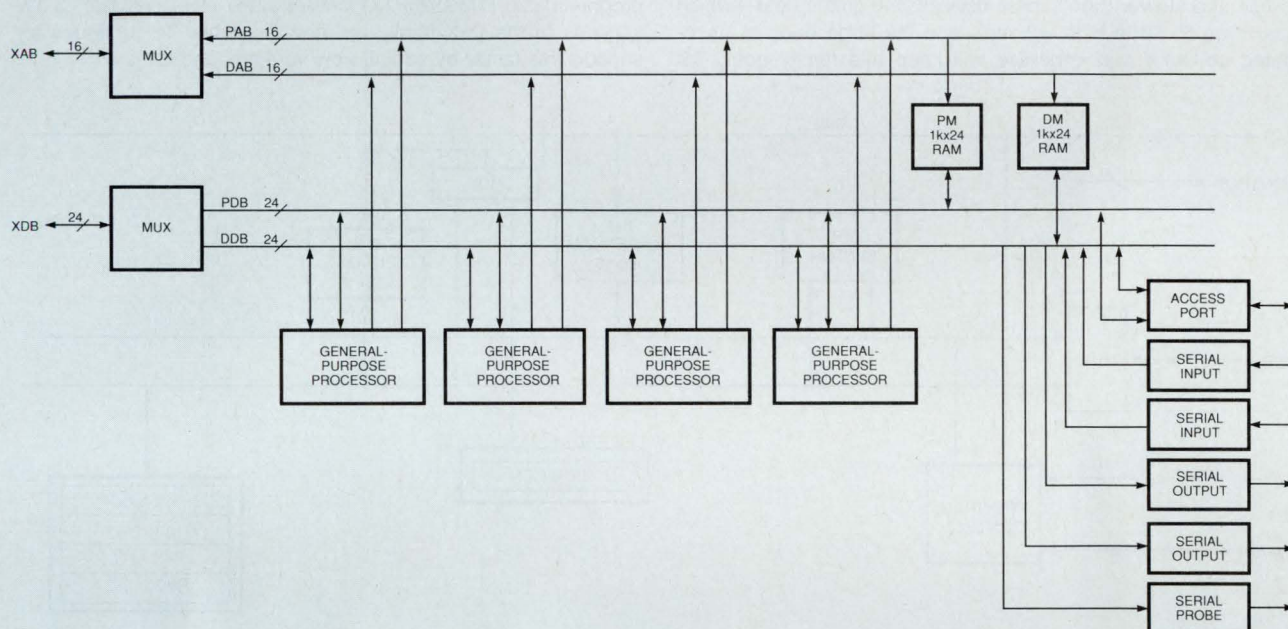 XAB
16
MUX
PAB 16
DAB 16
PM
1kx24
RAM
DM
1kx24
RAM
XDB
24
MUX
PDB 24
DDB 24
GENERAL-
PURPOSE
PROCESSOR
GENERAL-
PURPOSE
PROCESSOR
GENERAL-
PURPOSE
PROCESSOR
GENERAL-
PURPOSE
PROCESSOR
ACCESS
PORT
SERIAL
INPUT
SERIAL
INPUT
SERIAL
OUTPUT
SERIAL
OUTPUT
SERIAL
PROBE